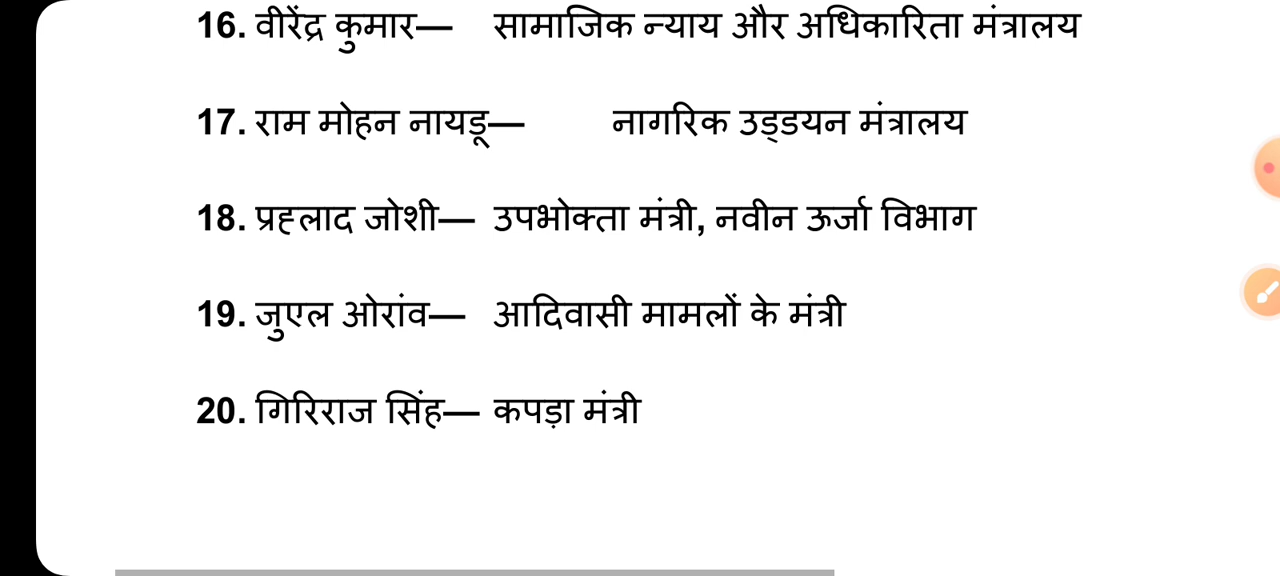 16. वीरेंद्र कुमार— सामाजिक न्याय और अधिकारिता मंत्रालय
17. राम मोहन नायडू— नागरिक उड्डयन मंत्रालय
18. प्रह्लाद जोशी— उपभोक्ता मंत्री, नवीन ऊर्जा विभाग
19. जुएल ओरांव— आदिवासी मामलों के मंत्री
20. गिरिराज सिंह— कपड़ा मंत्री